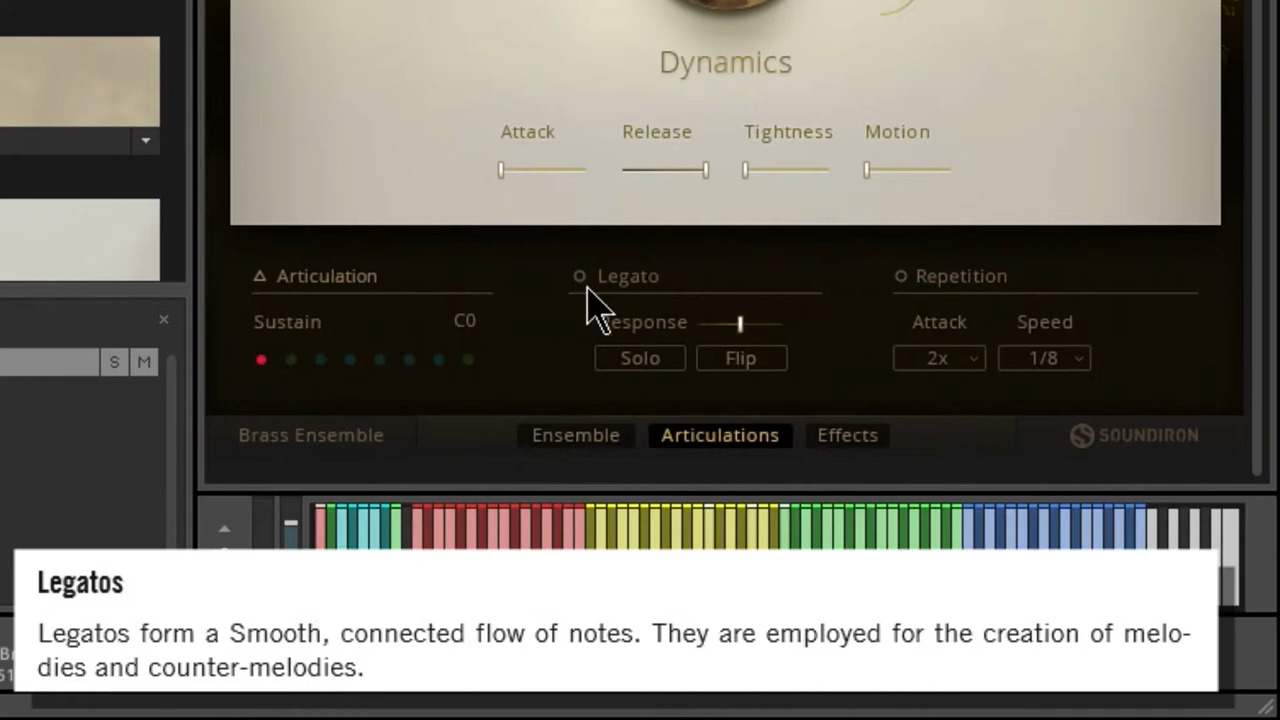 Dynamics
Attack Release Tightness Motion
Articulation Legato Repetition
Sustain C0 esponse Attack Speed
Solo Flip 2x 1/8
S M
Brass Ensemble Ensemble Articulations Effects SOUNDIRON
Legatos
Legatos form a Smooth, connected flow of notes. They are employed for the creation of melo-
dies and counter-melodies.